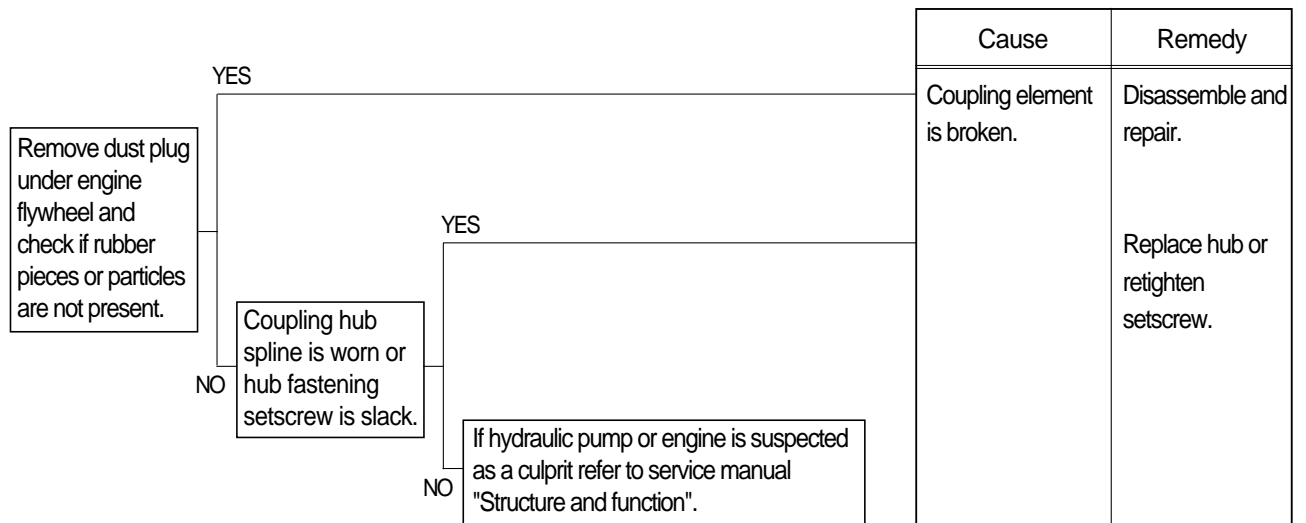 Cause
Remedy
YES
Coupling element
is broken.
Disassemble and
repair.
Remove dust plug
under engine
flywheel and
check if rubber
pieces or particles
are not present.
YES
Replace hub or
retighten
setscrew.
NO
Coupling hub
spline is worn or
hub fastening
setscrew is slack.
NO
If hydraulic pump or engine is suspected
as a culprit refer to service manual
"Structure and function".